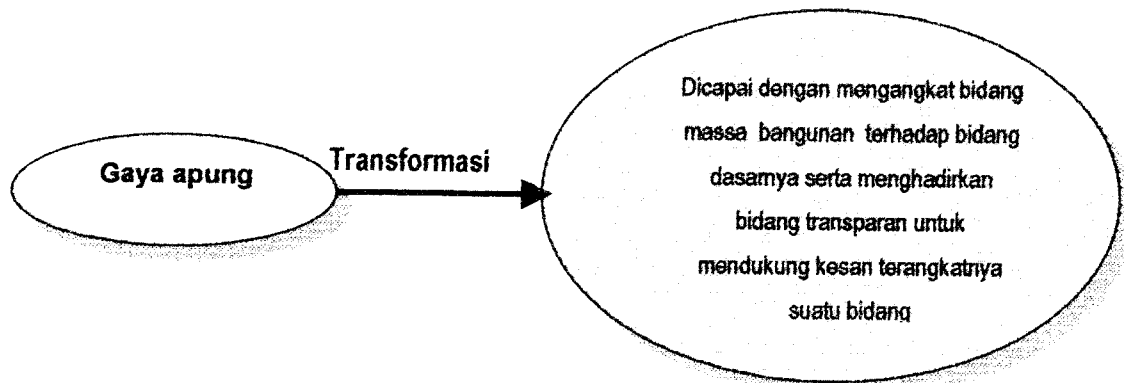 Gaya apung
Transformasi
Dicapai dengan mengangkat bidang
massa bangunan terhadap bidang
dasarnya serta menghadirkan
bidang transparan untuk
mendukung kesan terangkatnya
suatu bidang